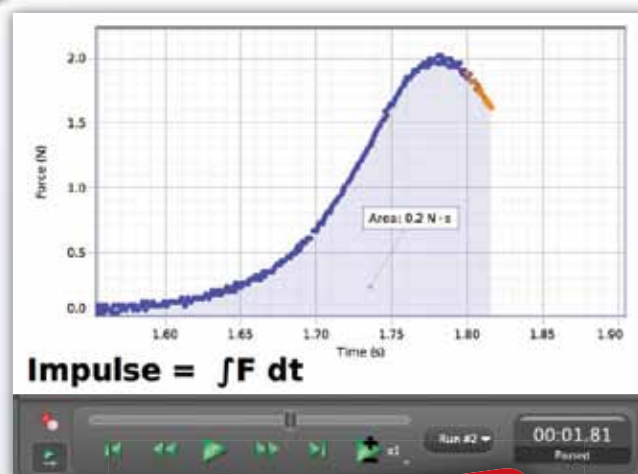 2.0
1.5
1.0
0.5
0.0
Force (N)
Area: 0.2 N · s
1.60 1.65 1.70 1.75 1.80 1.85 1.90
Time (s)
Impulse = ∫F dt
x1
Run #2
00:01.81
Paused